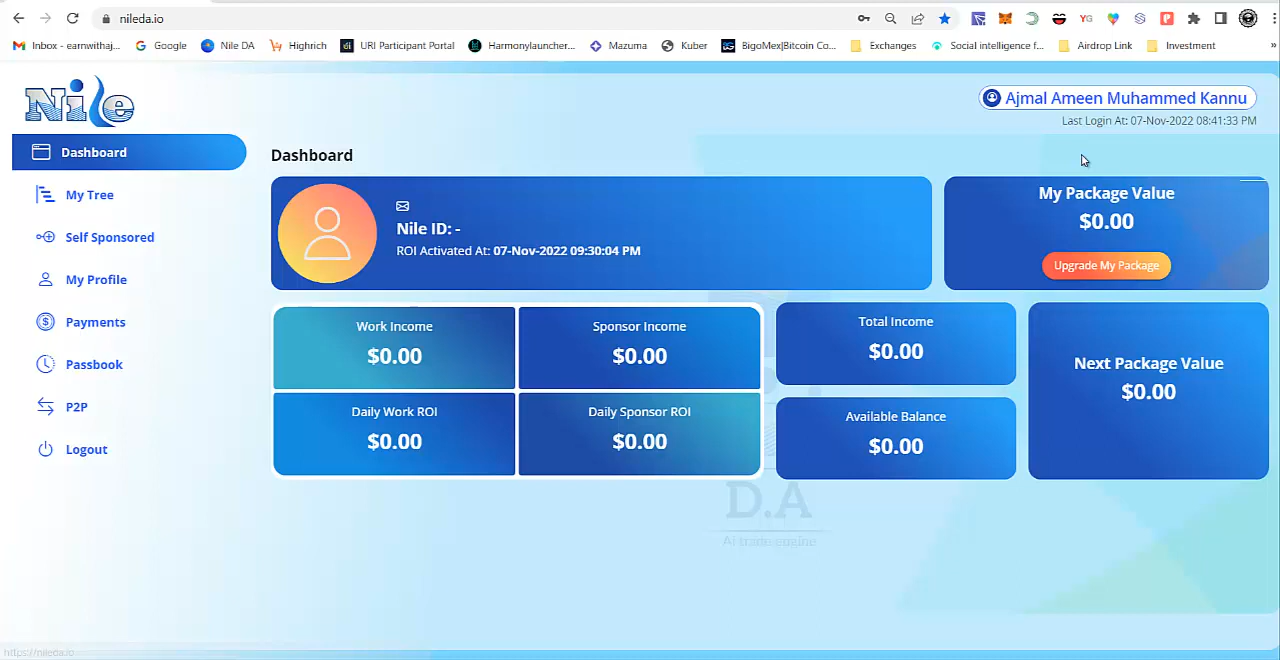 nileda.io
Inbox - earnwithaj... Google Nile DA Highrich URI Participant Portal Harmonylauncher... Mazuma Kuber BigoMex|Bitcoin Co... Exchanges Social intelligence f... Airdrop Link Investment »
Nile
Ajmal Ameen Muhammed Kannu
Last Login At: 07-Nov-2022 08:41:33 PM
Dashboard
My Tree
Self Sponsored
My Profile
Payments
Passbook
P2P
Logout
Dashboard
Nile ID: -
ROI Activated At: 07-Nov-2022 09:30:04 PM
My Package Value
$0.00
Upgrade My Package
Work Income
$0.00
Sponsor Income
$0.00
Daily Work ROI
$0.00
Daily Sponsor ROI
$0.00
Total Income
$0.00
Available Balance
$0.00
Next Package Value
$0.00
D.A
Ai trade engine
https://nileda.io